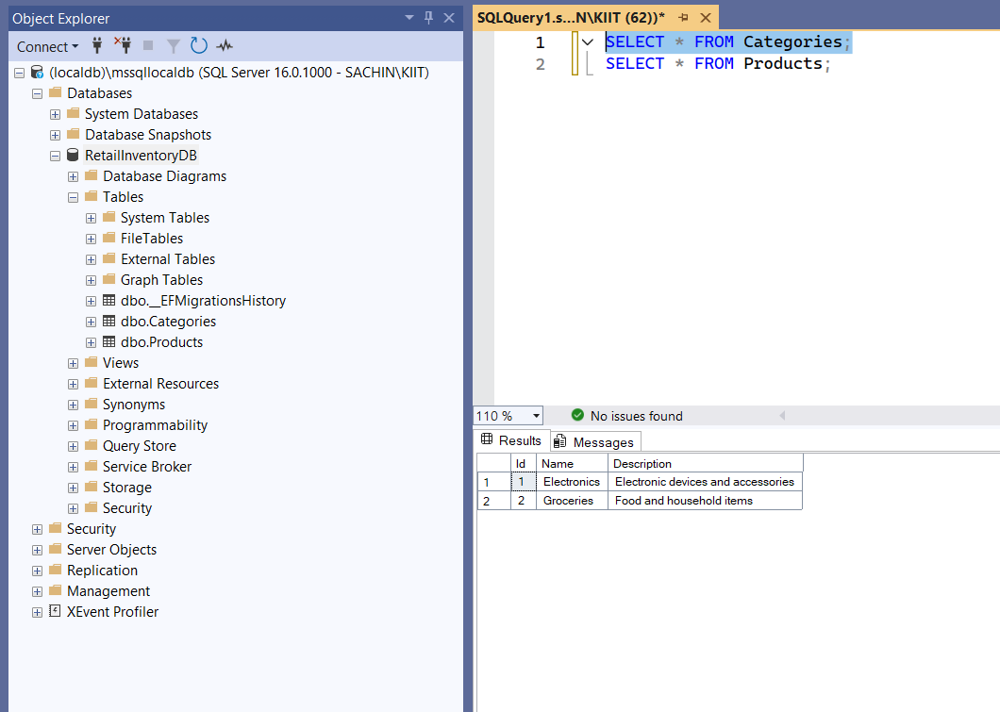 Object Explorer
Connect
(localdb)\mssqllocaldb (SQL Server 16.0.1000 - SACHIN\KIIT)
Databases
System Databases
Database Snapshots
RetailInventoryDB
Database Diagrams
Tables
System Tables
FileTables
External Tables
Graph Tables
dbo.__EFMigrationsHistory
dbo.Categories
dbo.Products
Views
External Resources
Synonyms
Programmability
Query Store
Service Broker
Storage
Security
Security
Server Objects
Replication
Management
XEvent Profiler
SQLQuery1.s...N\KIIT (62))*
1 SELECT * FROM Categories;
2 SELECT * FROM Products;
110 % No issues found
Results Messages
Id Name Description
1 1 Electronics Electronic devices and accessories
2 2 Groceries Food and household items